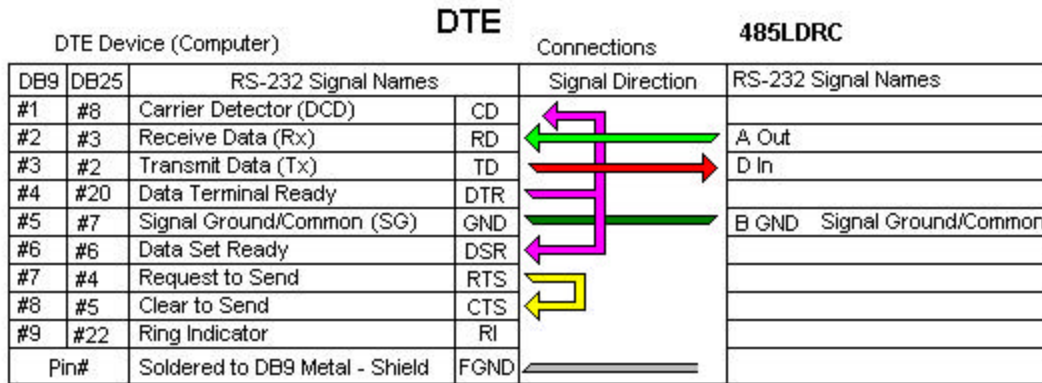 DTE
485LDRC
DTE Device (Computer)
Connections
DB9 DB25 RS-232 Signal Names Signal Direction RS-232 Signal Names
#1 #8 Carrier Detector (DCD) CD
#2 #3 Receive Data (Rx) RD A Out
#3 #2 Transmit Data (Tx) TD D In
#4 #20 Data Terminal Ready DTR
#5 #7 Signal Ground/Common (SG) GND B GND Signal Ground/Common
#6 #6 Data Set Ready DSR
#7 #4 Request to Send RTS
#8 #5 Clear to Send CTS
#9 #22 Ring Indicator RI
Pin# Soldered to DB9 Metal - Shield FGND